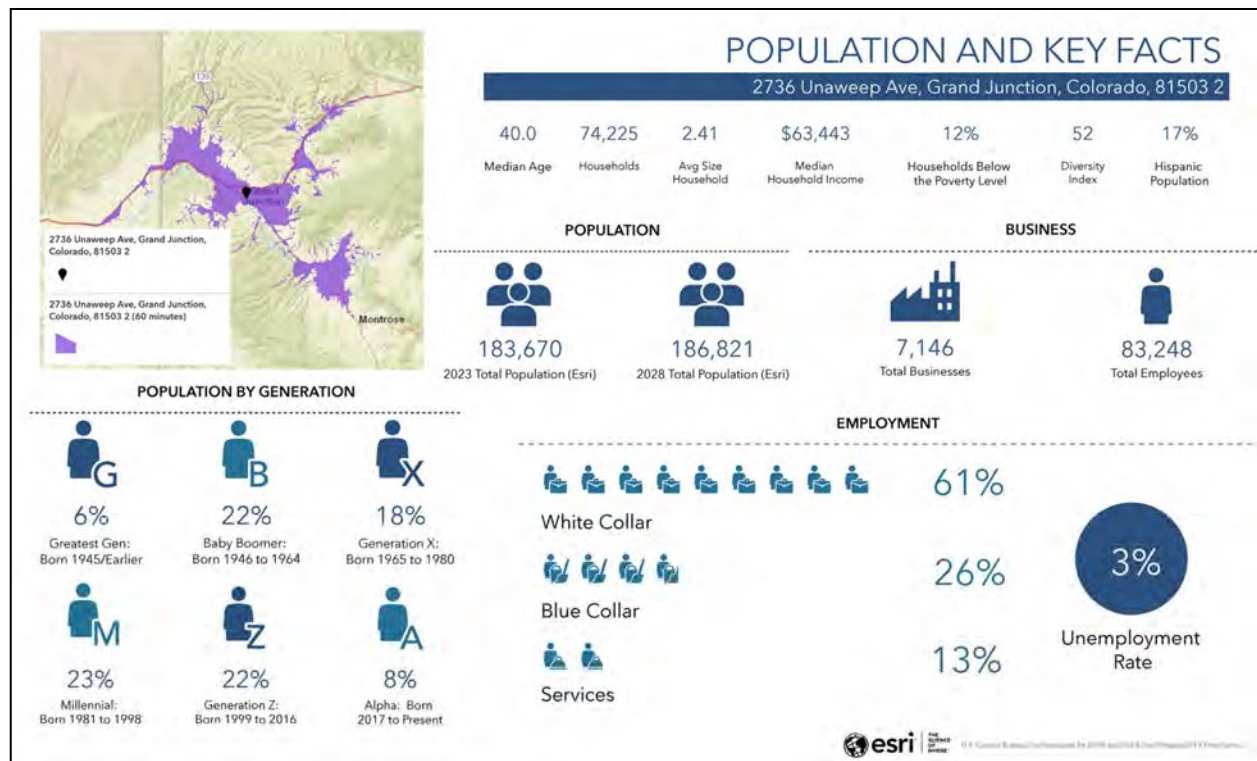 POPULATION AND KEY FACTS
2736 Unaweep Ave, Grand Junction, Colorado, 81503 2
139
Montrose
2736 Unaweep Ave, Grand Junction,
Colorado, 81503 2
2736 Unaweep Ave, Grand Junction,
Colorado, 81503 2 (60 minutes)
40.0
Median Age
74,225
Households
2.41
Avg Size
Household
$63,443
Median
Household Income
12%
Households Below
the Poverty Level
52
Diversity
Index
17%
Hispanic
Population
POPULATION
183,670
2023 Total Population (Esri)
186,821
2028 Total Population (Esri)
BUSINESS
7,146
Total Businesses
83,248
Total Employees
POPULATION BY GENERATION
G
6%
Greatest Gen:
Born 1945/Earlier
B
22%
Baby Boomer:
Born 1946 to 1964
X
18%
Generation X:
Born 1965 to 1980
M
23%
Millennial:
Born 1981 to 1998
Z
22%
Generation Z:
Born 1999 to 2016
A
8%
Alpha: Born
2017 to Present
EMPLOYMENT
White Collar
61%
Blue Collar
26%
Services
13%
3%
Unemployment
Rate
esri
THE
SCIENCE
OF
WHERE